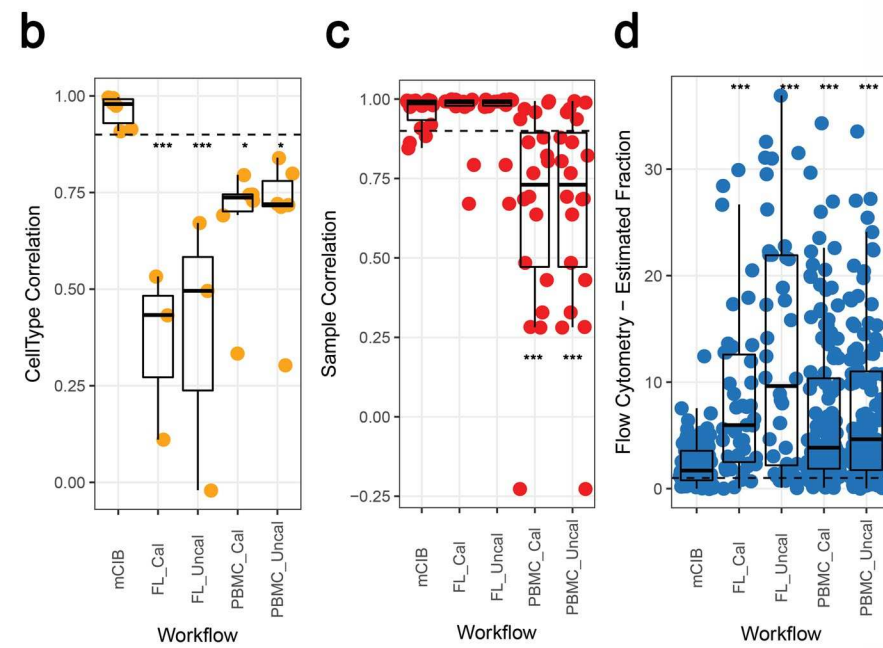 b
CellType Correlation
1.00
0.75
0.50
0.25
0.00
***
***
*
*
mCIB
FL_Cal
FL_Uncal
PBMC_Cal
PBMC_Uncal
Workflow
c
Sample Correlation
1.00
0.75
0.50
0.25
0.00
−0.25
***
***
mCIB
FL_Cal
FL_Uncal
PBMC_Cal
PBMC_Uncal
Workflow
d
Flow Cytometry − Estimated Fraction
30
20
10
0
***
***
***
***
mCIB
FL_Cal
FL_Uncal
PBMC_Cal
PBMC_Uncal
Workflow